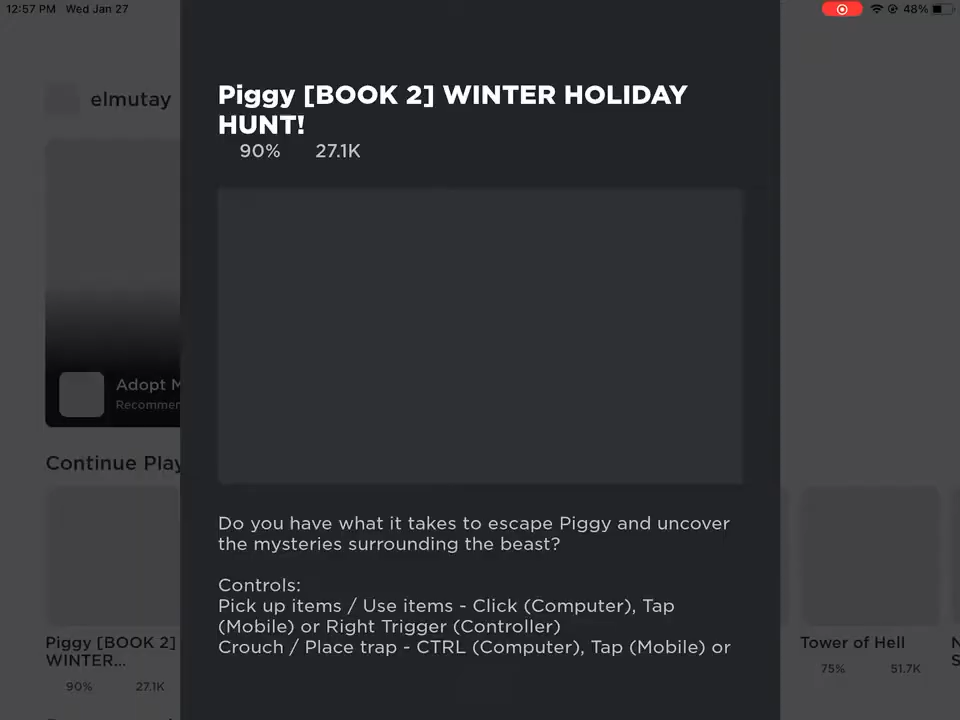 12:57 PM Wed Jan 27
48%
elmutay
Piggy [BOOK 2] WINTER HOLIDAY
HUNT!
90% 27.1K
Adopt M
Recommen
Continue Play
Do you have what it takes to escape Piggy and uncover
the mysteries surrounding the beast?
Controls:
Pick up items / Use items - Click (Computer), Tap
(Mobile) or Right Trigger (Controller)
Crouch / Place trap - CTRL (Computer), Tap (Mobile) or
Piggy [BOOK 2]
WINTER...
90% 27.1K
Tower of Hell
75% 51.7K